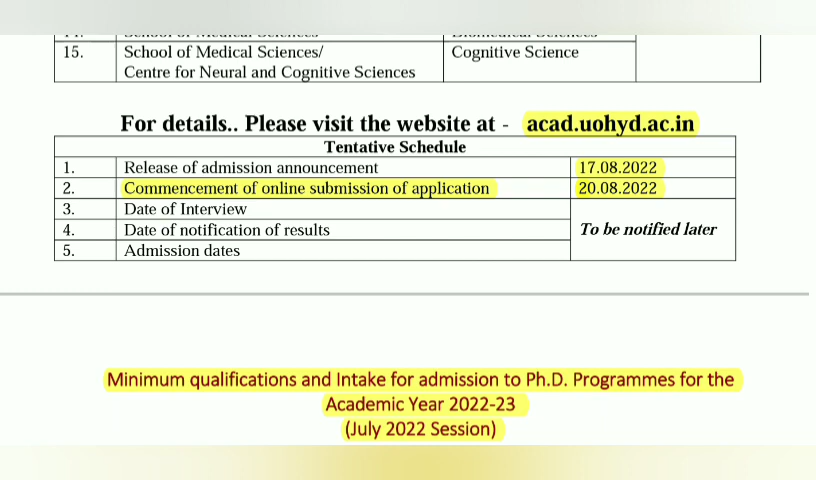 15. School of Medical Sciences/ Cognitive Science
Centre for Neural and Cognitive Sciences
For details.. Please visit the website at - acad.uohyd.ac.in
Tentative Schedule
1. Release of admission announcement 17.08.2022
2. Commencement of online submission of application 20.08.2022
3. Date of Interview
4. Date of notification of results To be notified later
5. Admission dates
Minimum qualifications and Intake for admission to Ph.D. Programmes for the
Academic Year 2022-23
(July 2022 Session)